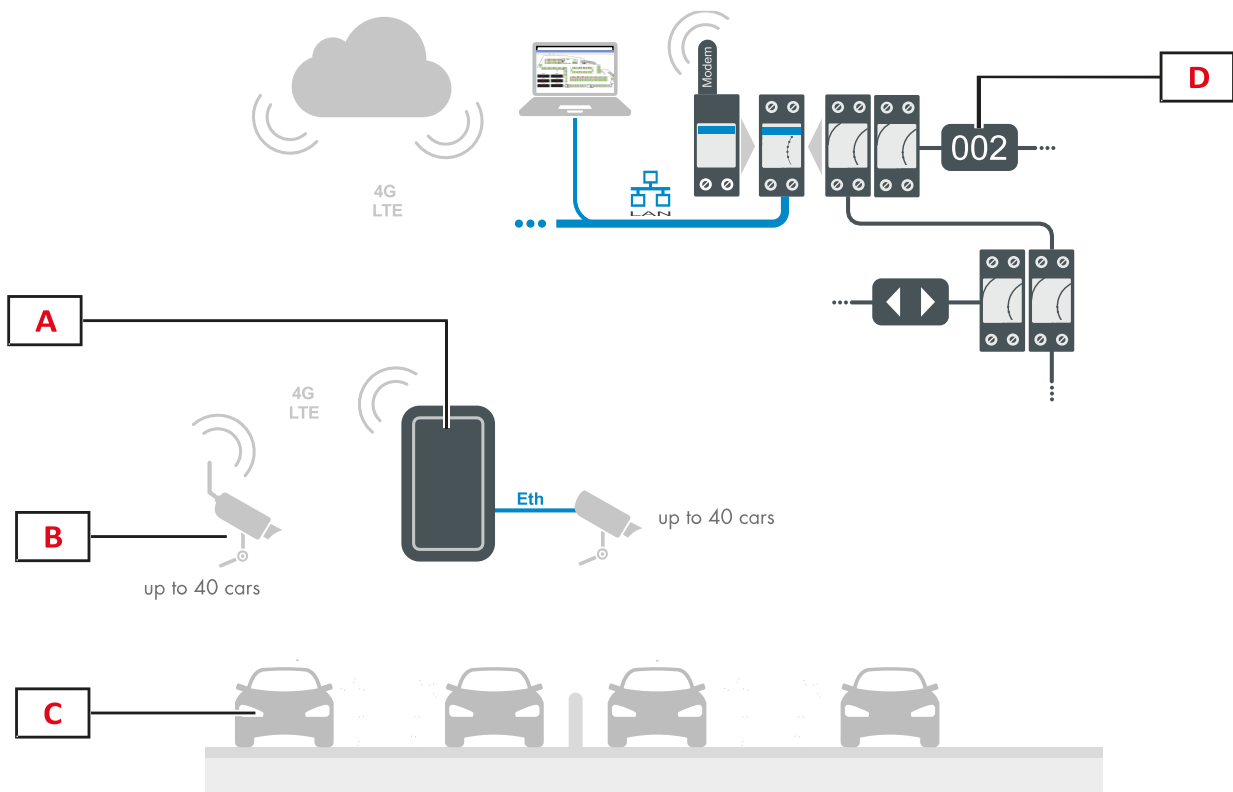 Modem
D
002
4G
LTE
LAN
A
4G
LTE
Eth
up to 40 cars
B
up to 40 cars
C